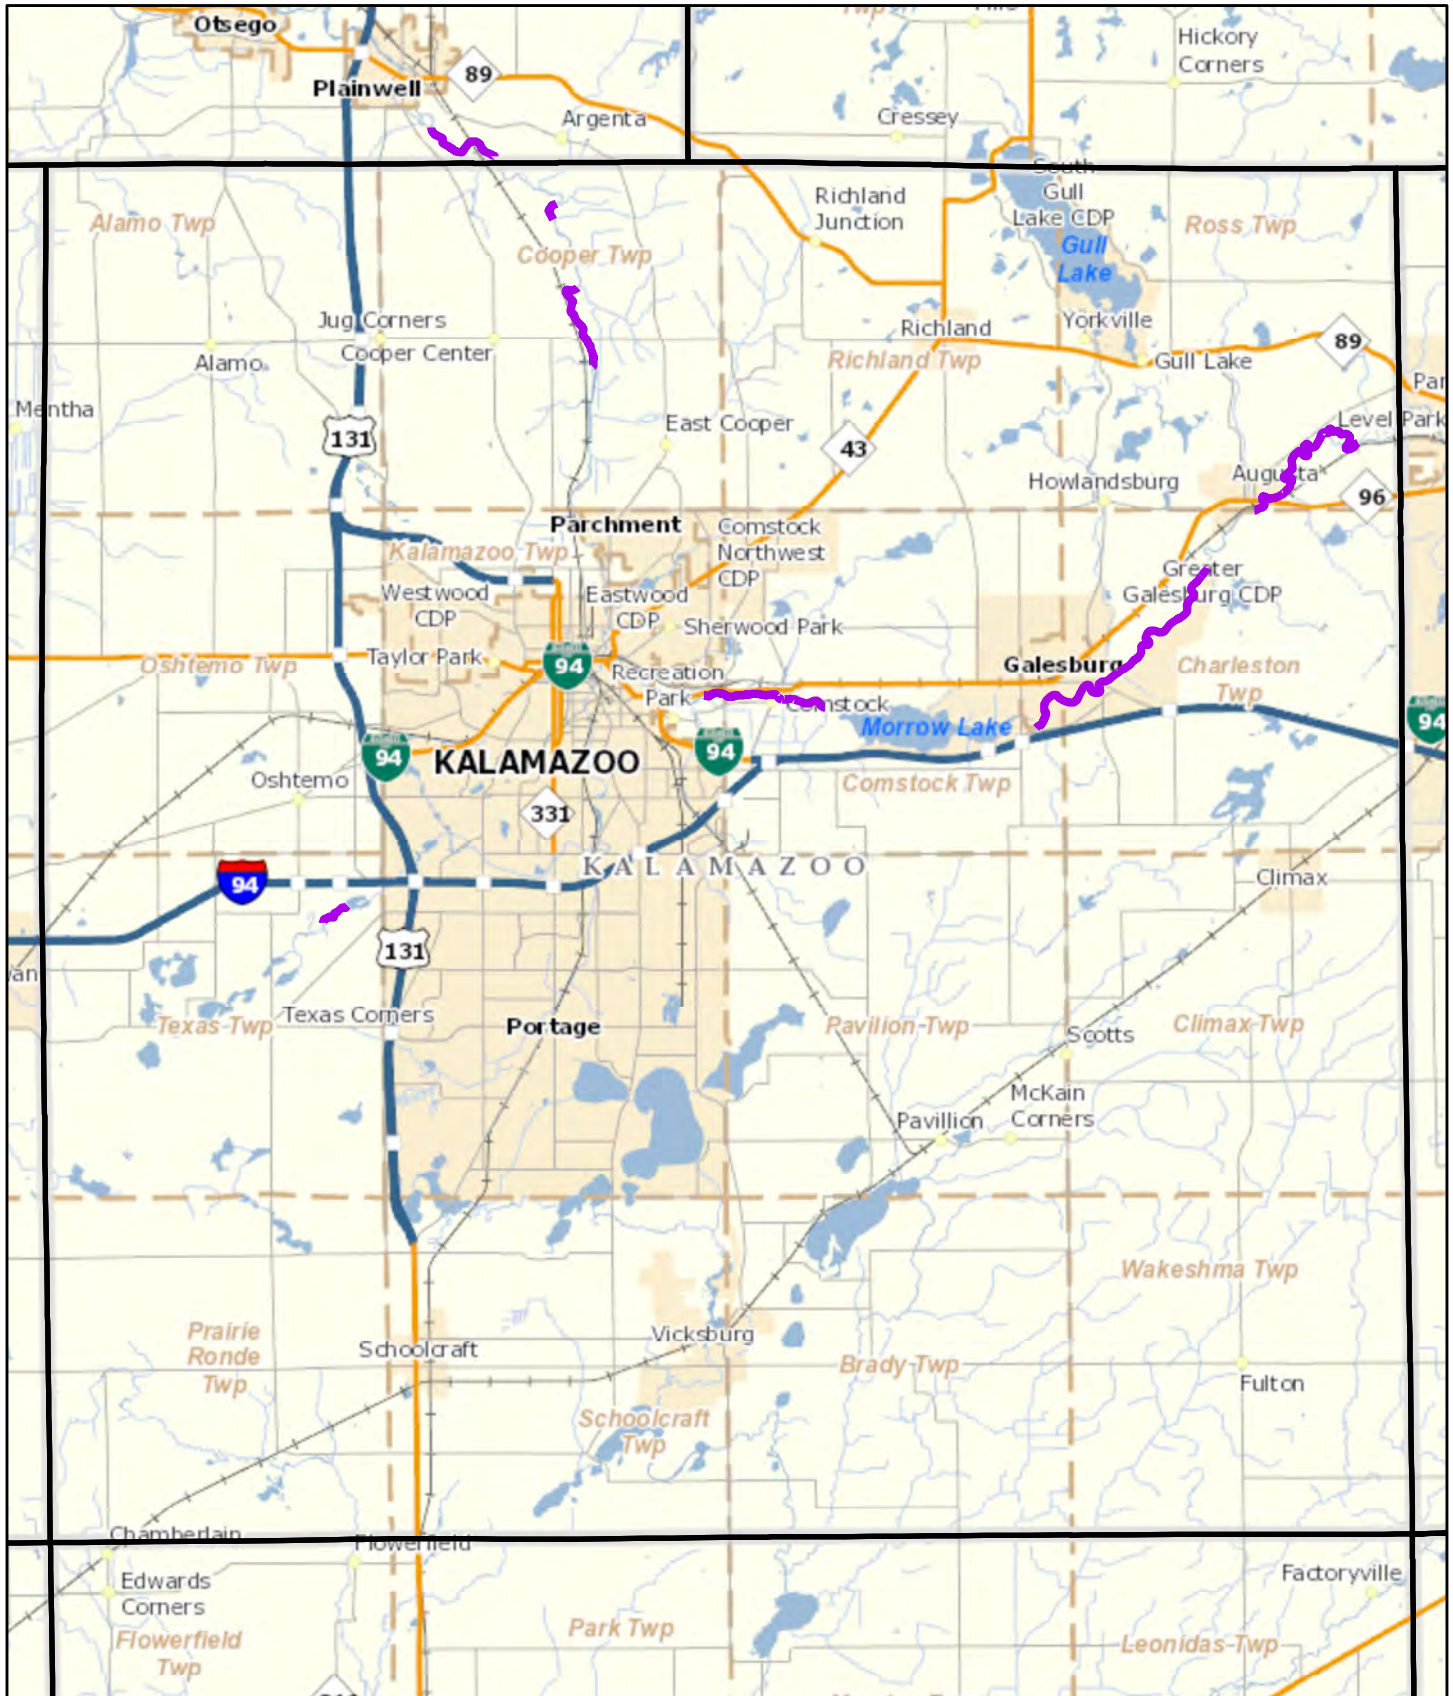 Otsego
Plainwell
89
Argenta
Cressey
Hickory
Corners
Alamo Twp
Cooper Twp
Richland
Junction
South
Gull
Lake CDP
Gull
Lake
Ross Twp
Jug Corners
Cooper Center
Alamo
Richland
Richland Twp
Yorkville
Gull Lake
89
Mentha
131
East Cooper
43
Level Park
Howlandsburg
Augusta
96
Parchment
Comstock
Northwest
CDP
Kalamazoo Twp
Westwood
CDP
Eastwood
CDP
Sherwood Park
Greater
Galesburg CDP
Oshtemo Twp
Taylor Park
94
Recreation
Park
Galesburg
Charleston
Twp
Comstock
Morrow Lake
94
94
94
KALAMAZOO
Oshtemo
331
Comstock Twp
KALAMAZOO
94
Climax
131
Texas Twp
Texas Corners
Portage
Pavilion Twp
Scotts
Climax Twp
McKain
Corners
Pavillion
Wakeshma Twp
Prairie
Ronde
Twp
Schoolcraft
Vicksburg
Brady Twp
Fulton
Schoolcraft
Twp
Chamberlain
Flowerfield
Edwards
Corners
Factoryville
Flowerfield
Twp
Park Twp
Leonidas Twp